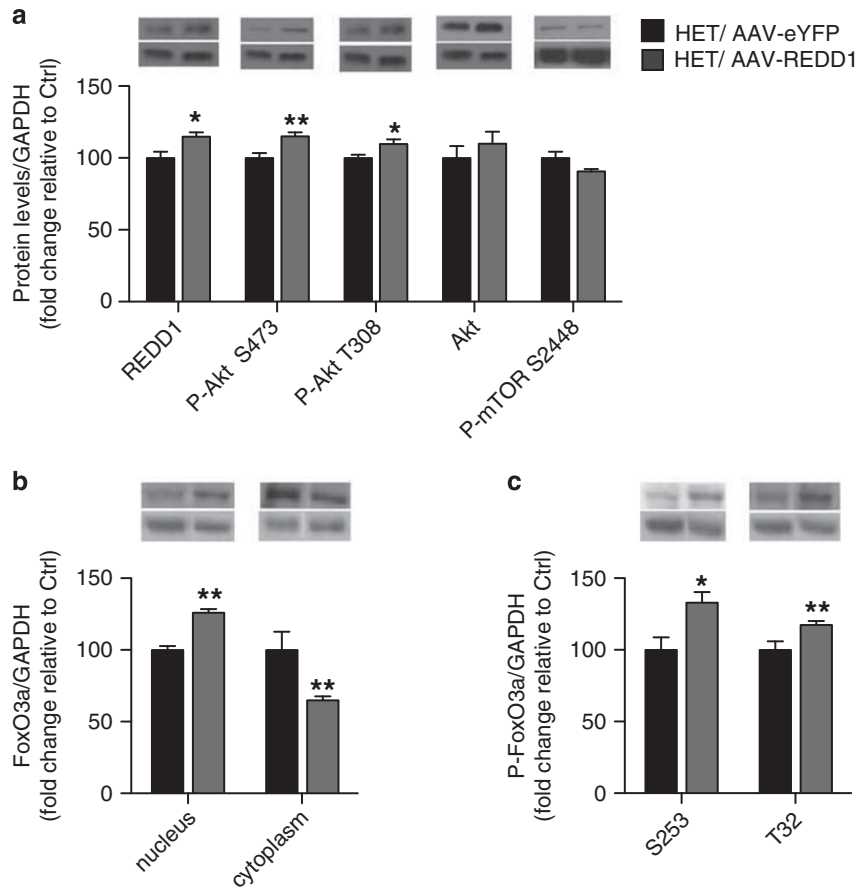 a
HET/ AAV-eYFP
HET/ AAV-REDD1
Protein levels/GAPDH
(fold change relative to Ctrl)
150
100
50
0
* ** *
REDD1
P-Akt S473
P-Akt T308
Akt
P-mTOR S2448
b
FoxO3a/GAPDH
(fold change relative to Ctrl)
150
100
50
0
** **
nucleus
cytoplasm
c
P-FoxO3a/GAPDH
(fold change relative to Ctrl)
150
100
50
0
* **
S253
T32